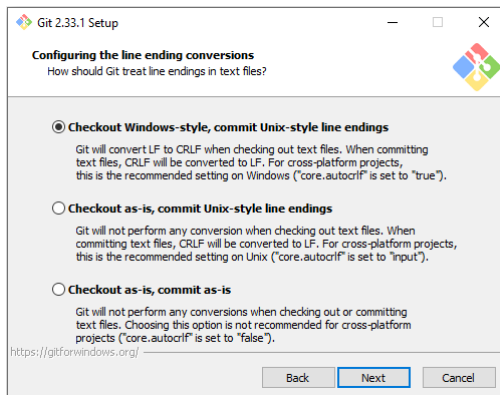 Git 2.33.1 Setup
Configuring the line ending conversions
How should Git treat line endings in text files?
Checkout Windows-style, commit Unix-style line endings
Git will convert LF to CRLF when checking out text files. When committing
text files, CRLF will be converted to LF. For cross-platform projects,
this is the recommended setting on Windows ("core.autocrlf" is set to "true").
Checkout as-is, commit Unix-style line endings
Git will not perform any conversion when checking out text files. When
committing text files, CRLF will be converted to LF. For cross-platform projects,
this is the recommended setting on Unix ("core.autocrlf" is set to "input").
Checkout as-is, commit as-is
Git will not perform any conversions when checking out or committing
text files. Choosing this option is not recommended for cross-platform
projects ("core.autocrlf" is set to "false").
https://gitforwindows.org/
Back Next Cancel